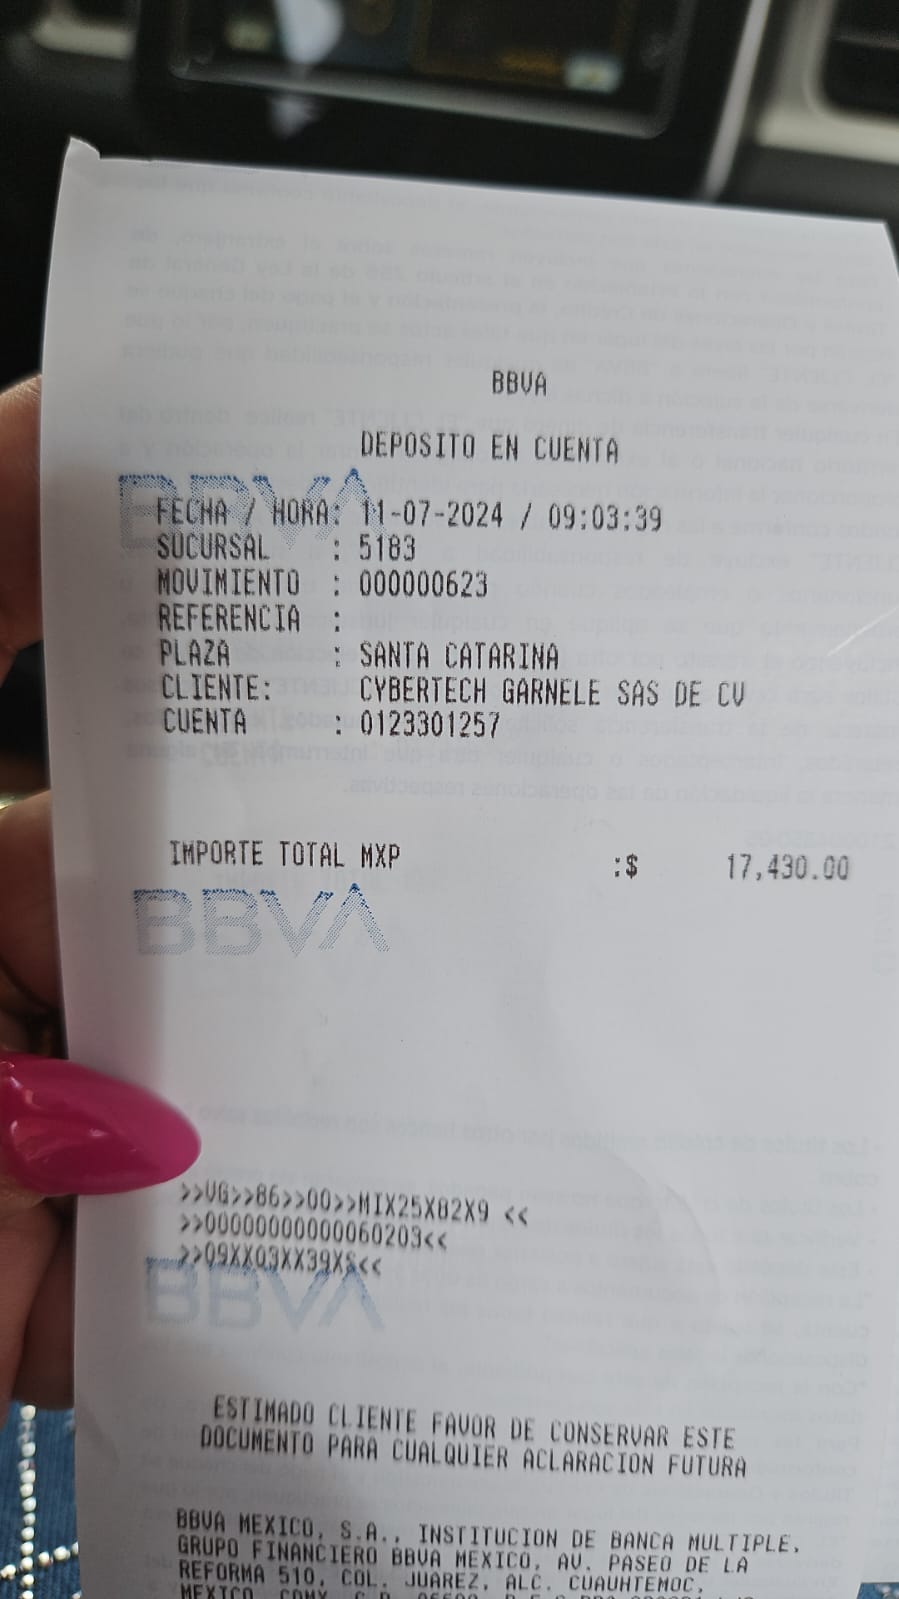 BBVA
DEPOSITO EN CUENTA
BBVA
FECHA / HORA: 11-07-2024 / 09:03:39
SUCURSAL : 5183
MOVIMIENTO : 000000623
REFERENCIA :
PLAZA : SANTA CATARINA
CLIENTE: CYBERTECH GARNELE SAS DE CV
CUENTA : 0123301257
IMPORTE TOTAL MXP :$ 17,430.00
BBVA
>>VG>>86>>00>>MIX25X82X9 <<
>>00000000000060203<<
>>09XX03XX39XS<<
BBVA
ESTIMADO CLIENTE FAVOR DE CONSERVAR ESTE
DOCUMENTO PARA CUALQUIER ACLARACION FUTURA
BBVA MEXICO, S.A., INSTITUCION DE BANCA MULTIPLE,
GRUPO FINANCIERO BBVA MEXICO. AV. PASEO DE LA
REFORMA 510, COL. JUAREZ, ALC. CUAUHTEMOC,
MEXICO, CDMX, C.P.